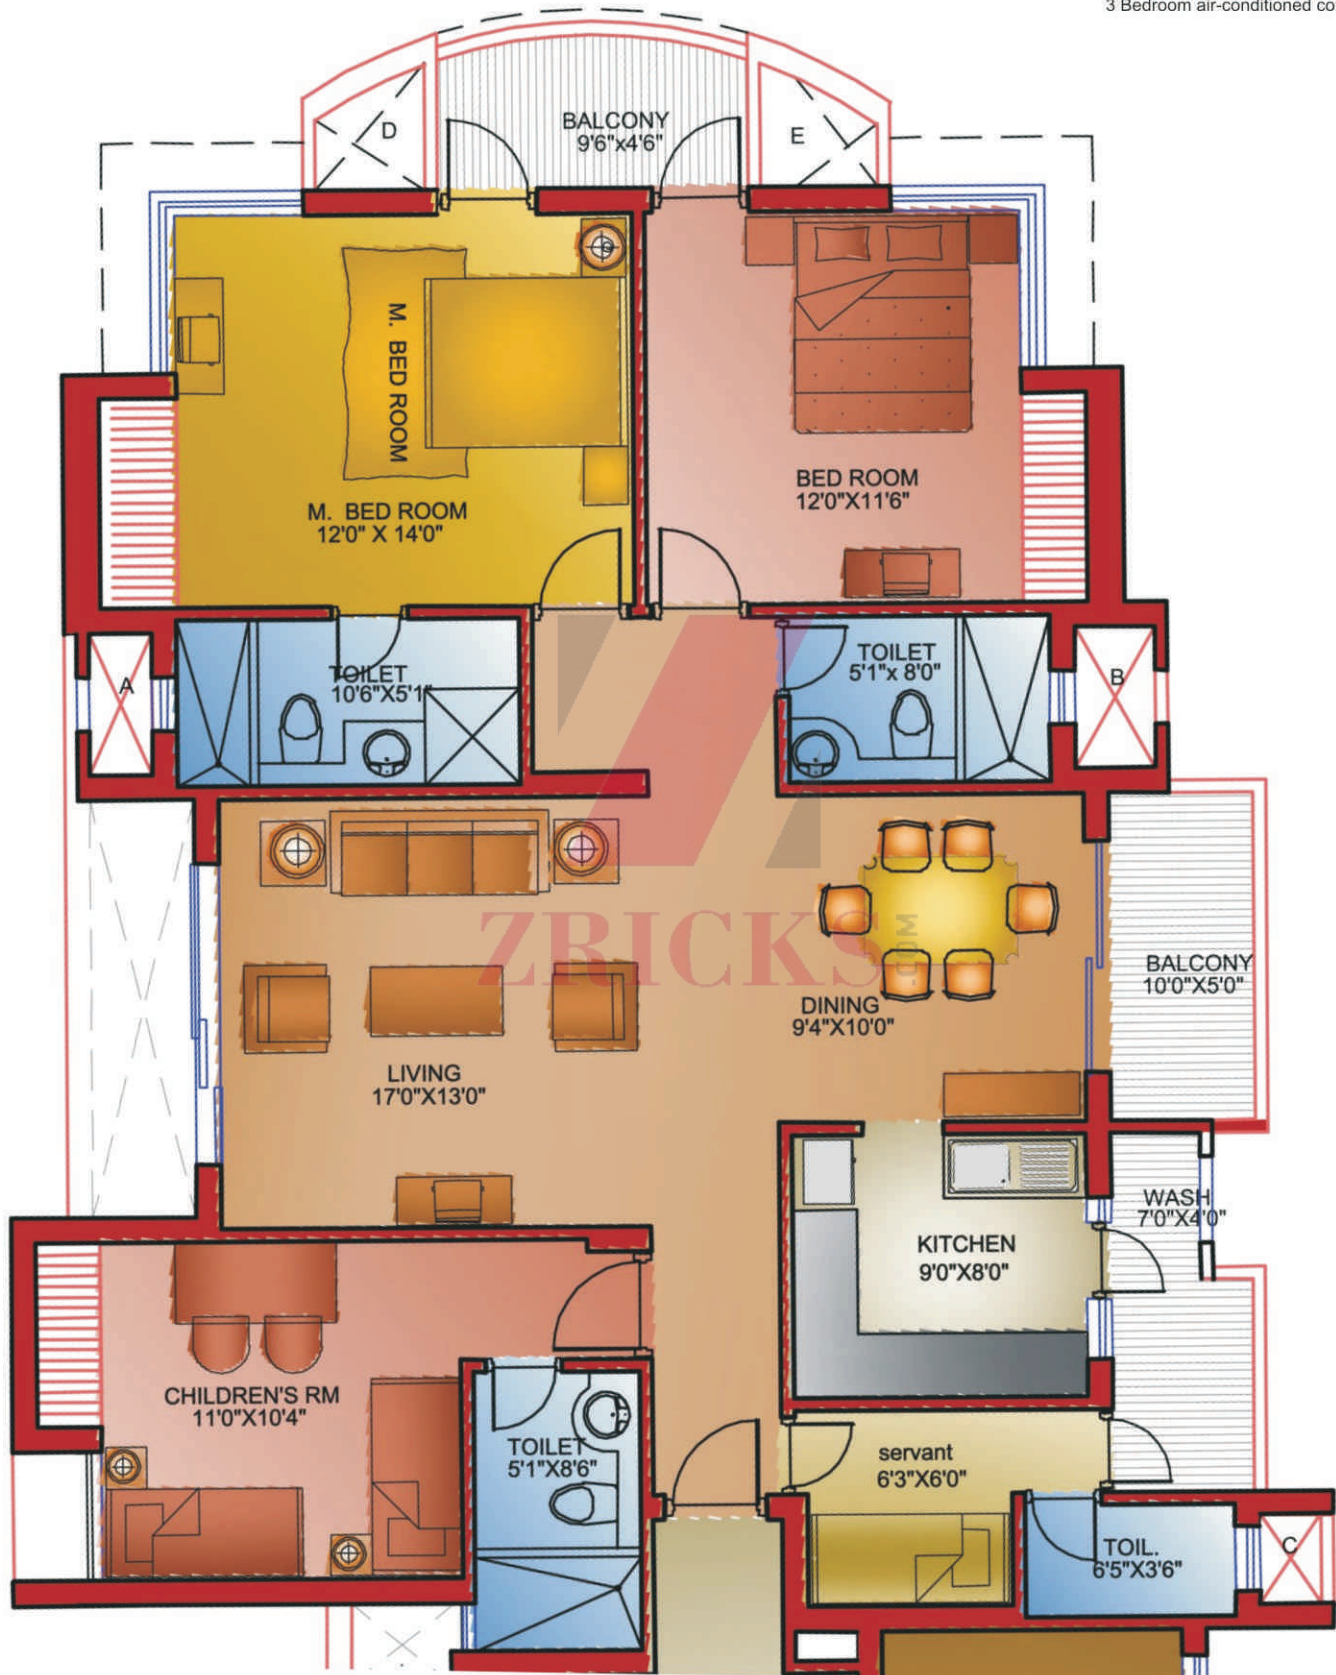 3 Bedroom air-conditioned co
D
BALCONY
9'6"x4'6"
E
M. BED ROOM
M. BED ROOM
12'0" X 14'0"
BED ROOM
12'0"X11'6"
A
TOILET
10'6"X5'1"
TOILET
5'1"x 8'0"
B
ZRICKS
.COM
DINING
9'4"X10'0"
BALCONY
10'0"X5'0"
LIVING
17'0"X13'0"
WASH
7'0"X4'0"
KITCHEN
9'0"X8'0"
CHILDREN'S RM
11'0"X10'4"
TOILET
5'1"X8'6"
servant
6'3"X6'0"
TOIL.
6'5"X3'6"
C